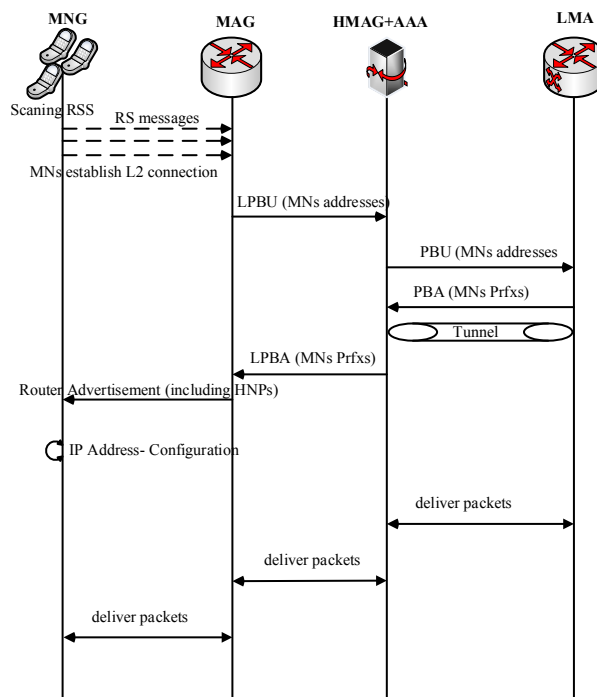 MNG
MAG
HMAG+AAA
LMA
Scaning RSS
RS messages
MNs establish L2 connection
LPBU (MNs addresses)
PBU (MNs addresses
PBA (MNs Prfxs)
Tunnel
LPBA (MNs Prfxs)
Router Advertisement (including HNPs)
IP Address- Configuration
deliver packets
deliver packets
deliver packets